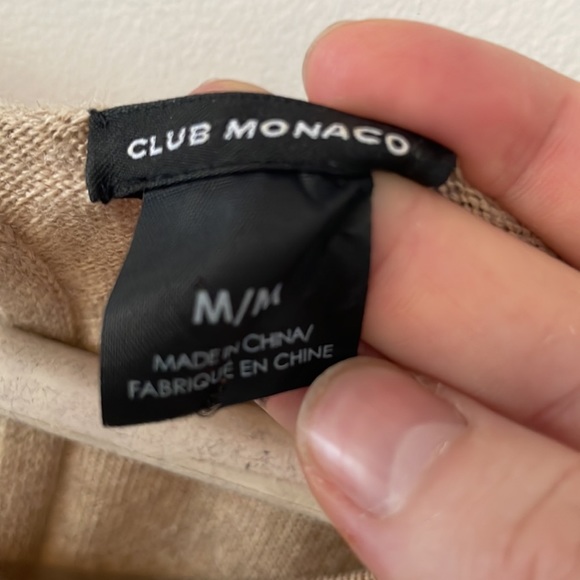 CLUB MONACO
M/M
MADE IN CHINA/
FABRIQUÉ EN CHINE